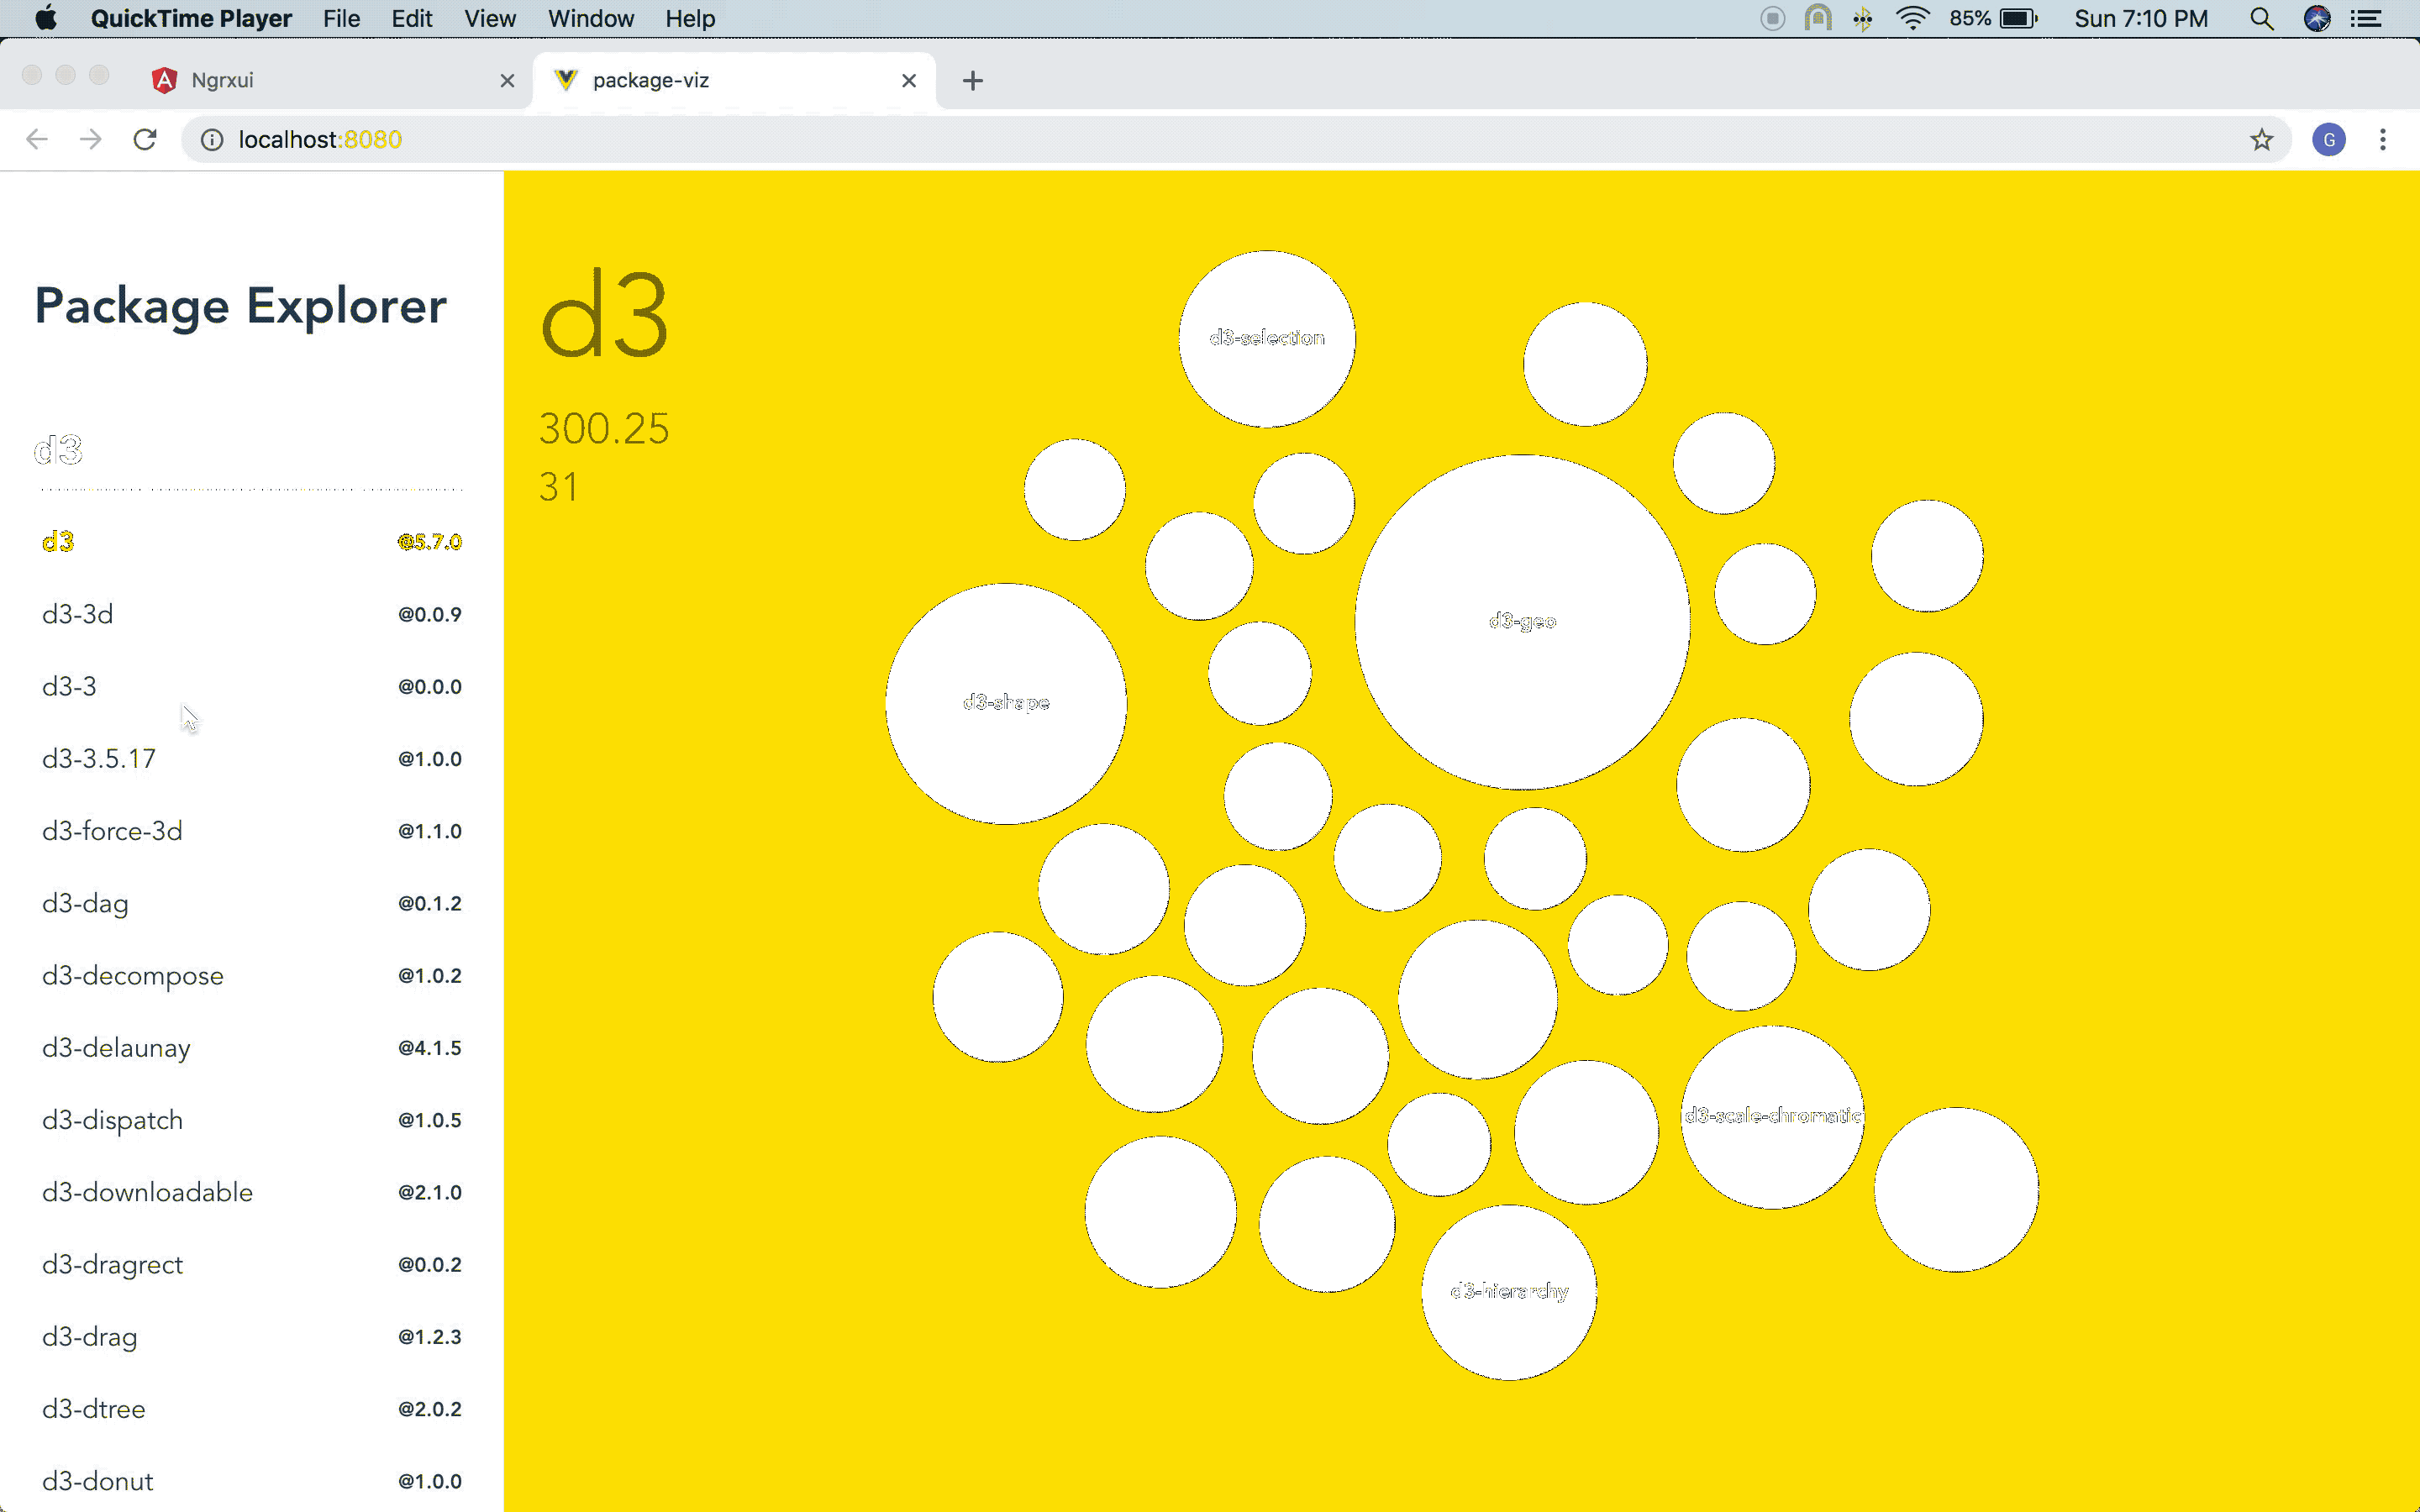 QuickTime Player File Edit View Window Help 85% Sun 7:10 PM
Ngrxui package-viz
localhost:8080 G
Package Explorer
d3
d3 @5.7.0
d3-3d @0.0.9
d3-3 @0.0.0
d3-3.5.17 @1.0.0
d3-force-3d @1.1.0
d3-dag @0.1.2
d3-decompose @1.0.2
d3-delaunay @4.1.5
d3-dispatch @1.0.5
d3-downloadable @2.1.0
d3-dragrect @0.0.2
d3-drag @1.2.3
d3-dtree @2.0.2
d3-donut @1.0.0
d3
300.25
31
d3-selection
d3-geo
d3-shape
d3-scale-chromatic
d3-hierarchy